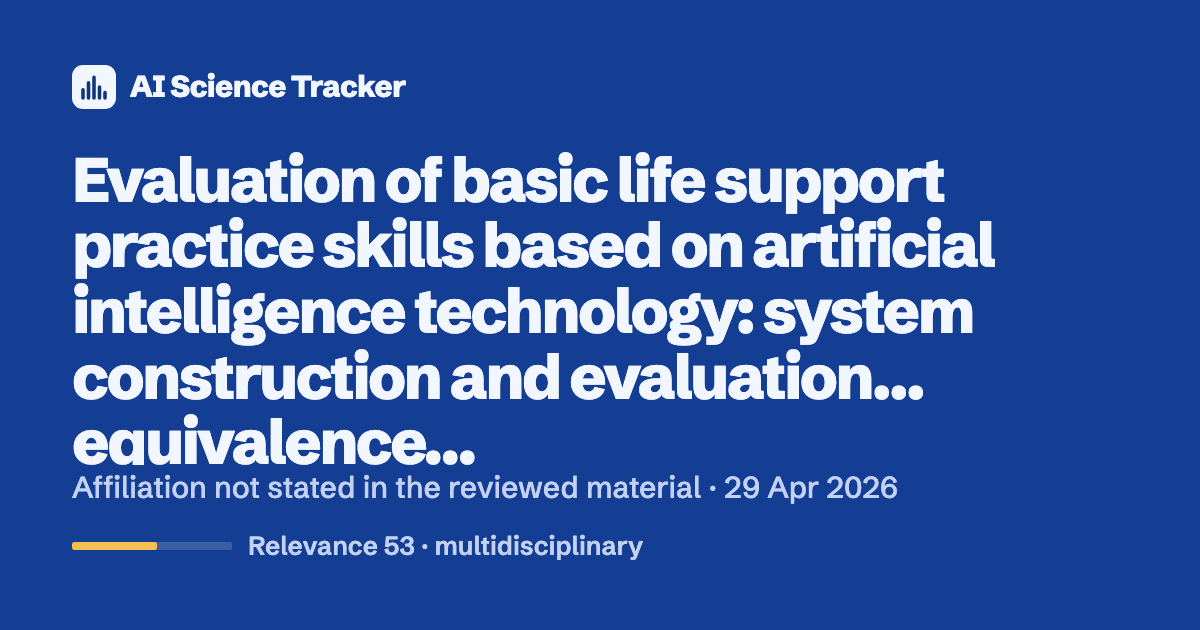 AI Science Tracker
Evaluation of basic life support
practice skills based on artificial
intelligence technology: system
construction and evaluation...
equivalence...
Affiliation not stated in the reviewed material · 29 Apr 2026
Relevance 53 · multidisciplinary